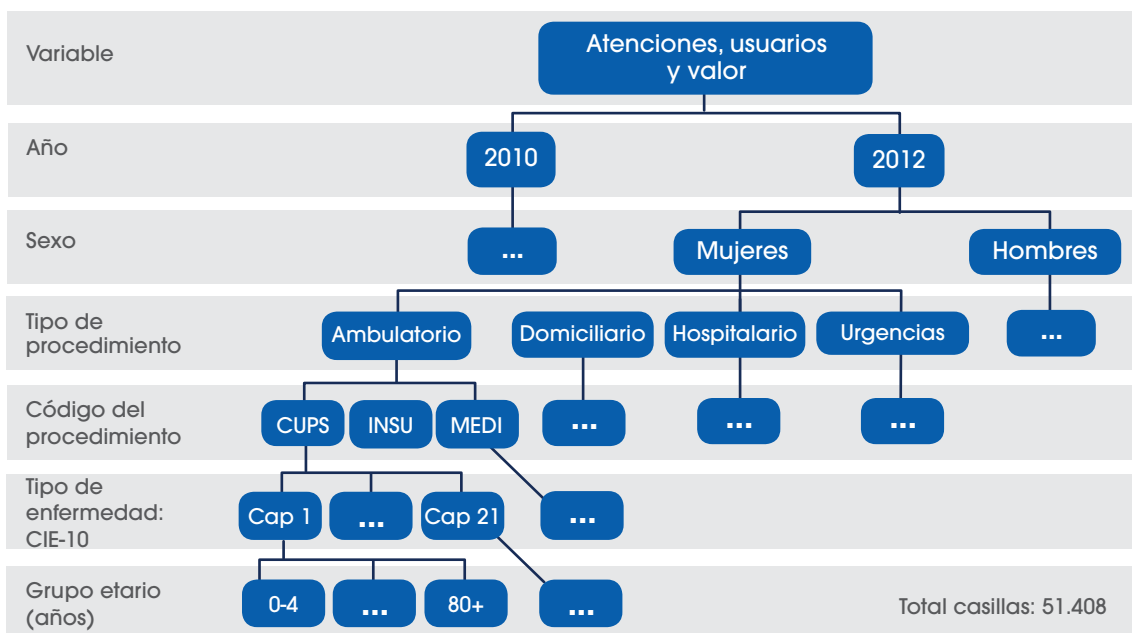 Variable
Atenciones, usuarios
y valor
Año
2010
2012
Sexo
...
Mujeres
Hombres
Tipo de
procedimiento
Ambulatorio
Domiciliario
Hospitalario
Urgencias
...
Código del
procedimiento
CUPS
INSU
MEDI
...
...
...
Tipo de
enfermedad:
CIE-10
Cap 1
...
Cap 21
...
Grupo etario
(años)
0-4
...
80+
...
Total casillas: 51.408